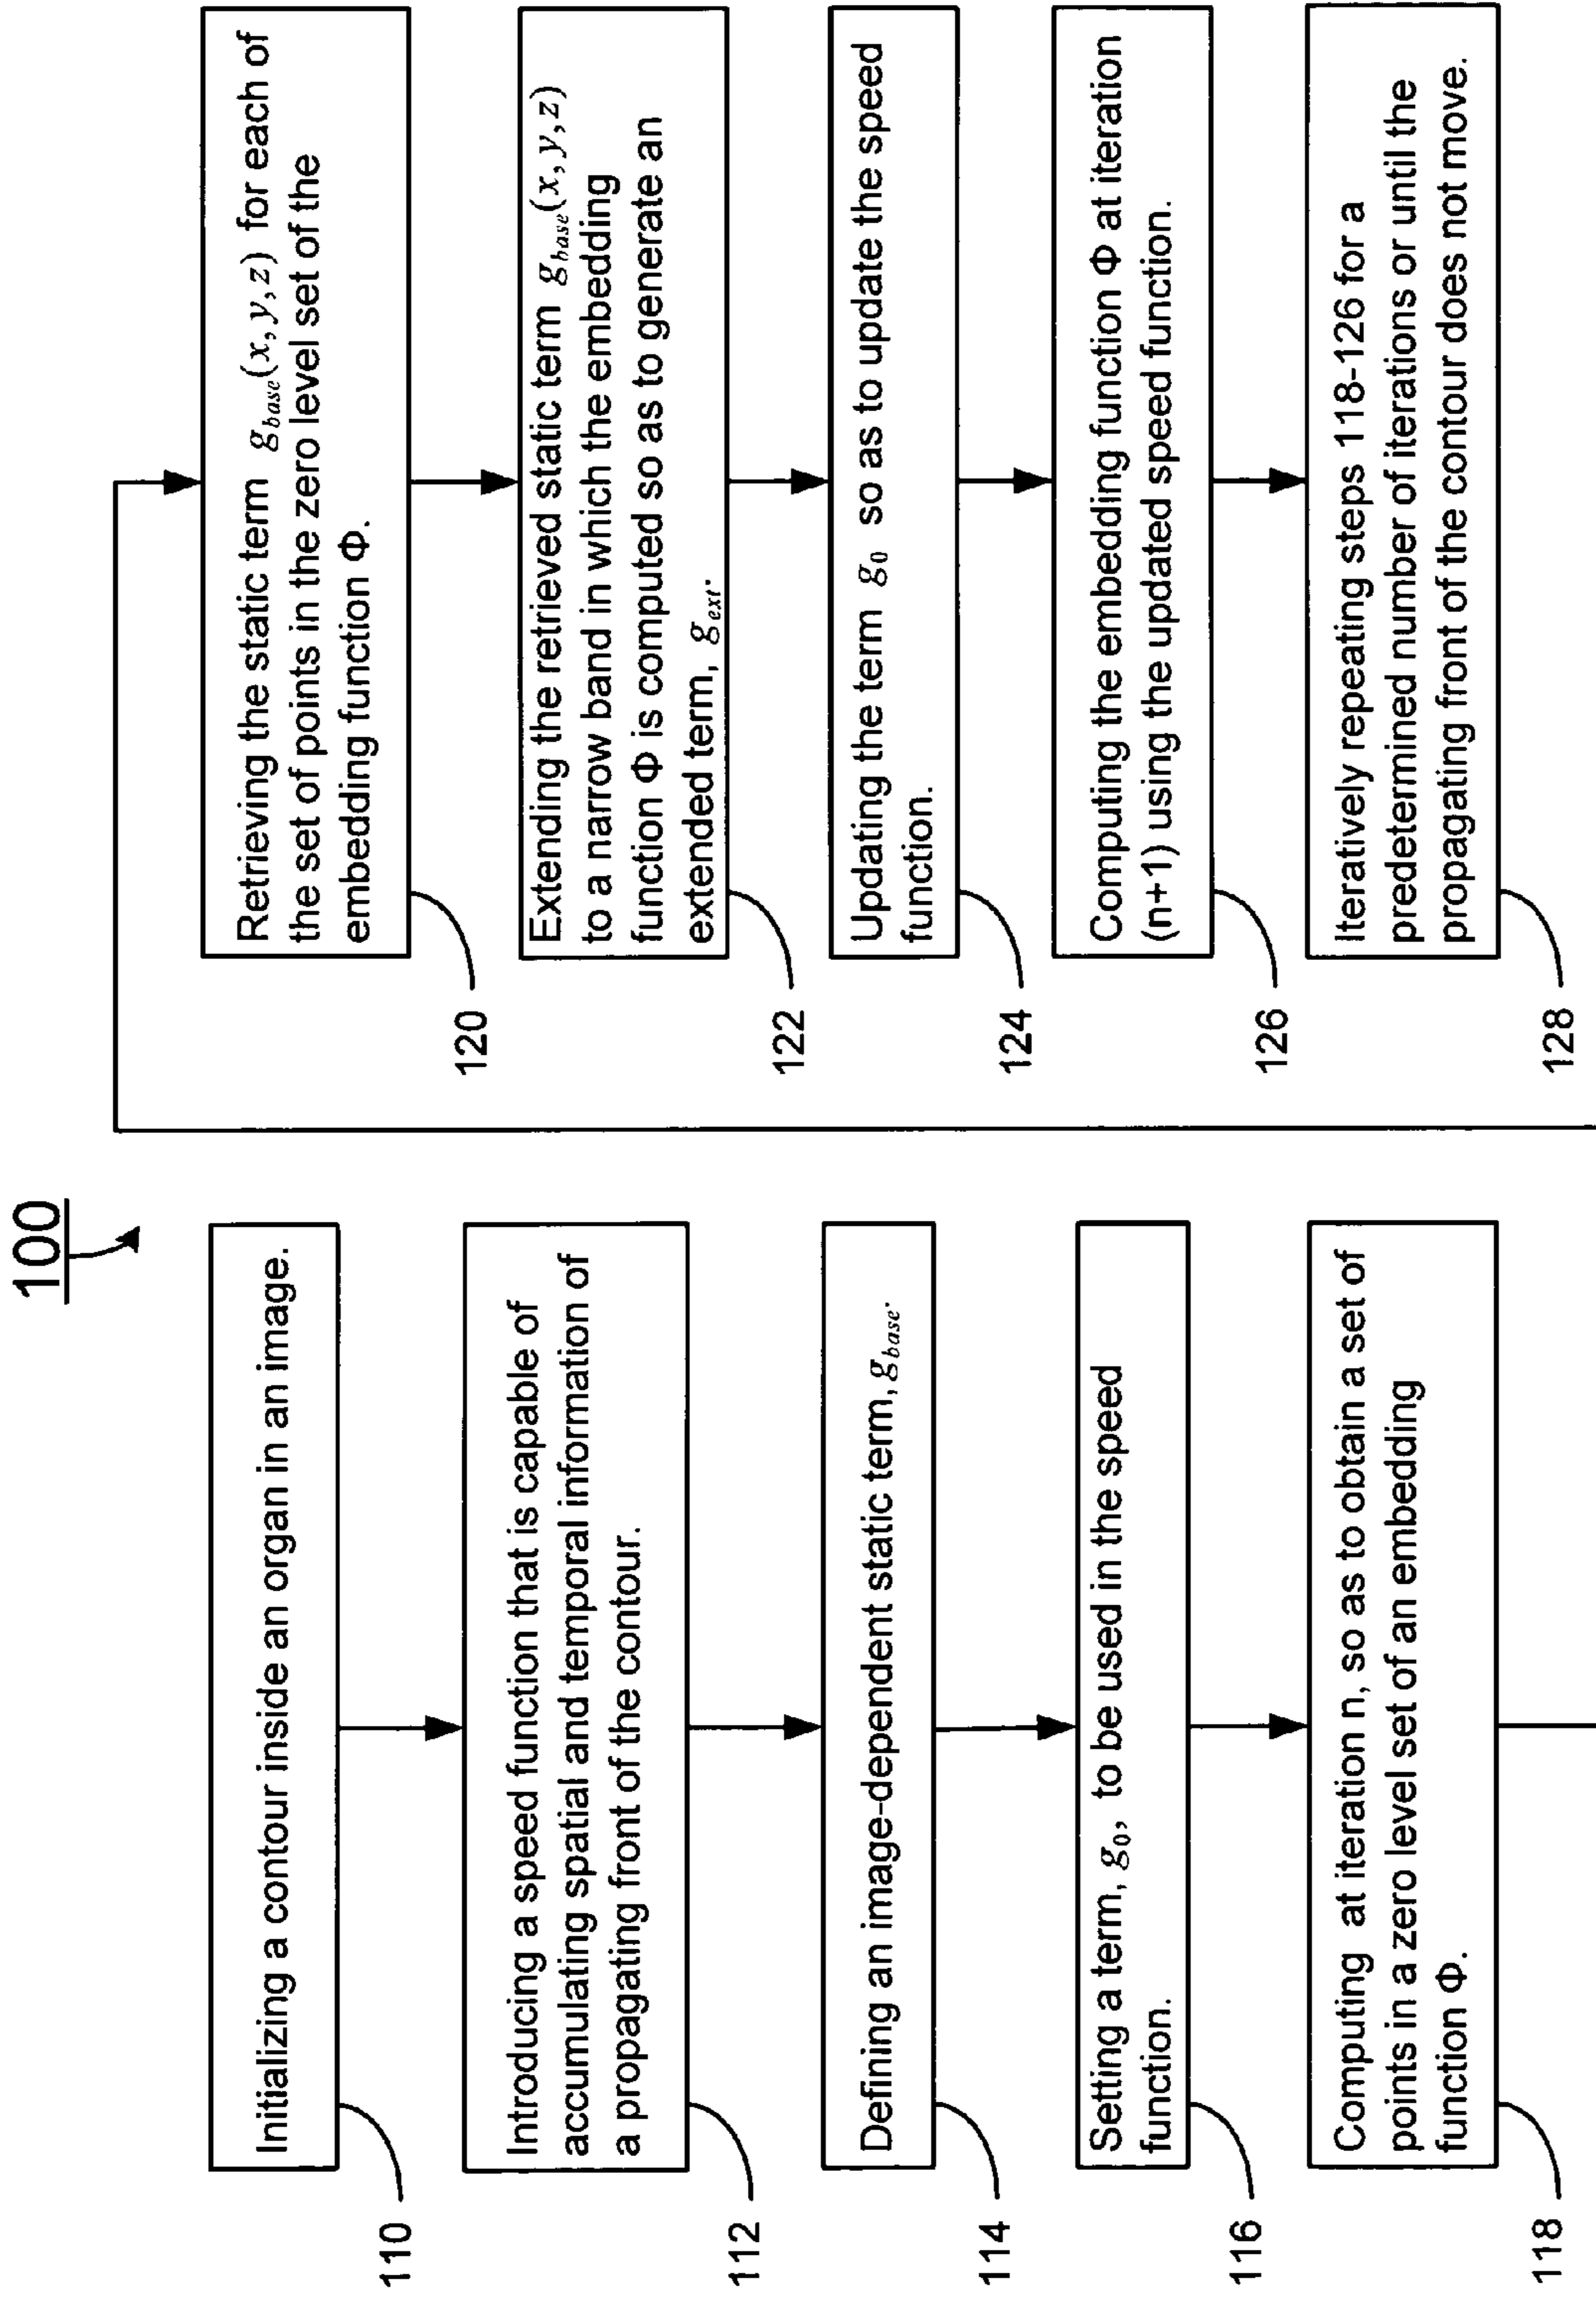 100
Initializing a contour inside an organ in an image.
110
Introducing a speed function that is capable of
accumulating spatial and temporal information of
a propagating front of the contour.
112
Defining an image-dependent static term, g_base.
114
Setting a term, g₀, to be used in the speed
function.
116
Computing at iteration n, so as to obtain a set of
points in a zero level set of an embedding
function Φ.
118
Retrieving the static term g_base(x, y, z) for each of
the set of points in the zero level set of the
embedding function Φ.
120
Extending the retrieved static term g_base(x, y, z)
to a narrow band in which the embedding
function Φ is computed so as to generate an
extended term, g_ext.
122
Updating the term g₀ so as to update the speed
function.
124
Computing the embedding function Φ at iteration
(n+1) using the updated speed function.
126
Iteratively repeating steps 118-126 for a
predetermined number of iterations or until the
propagating front of the contour does not move.
128